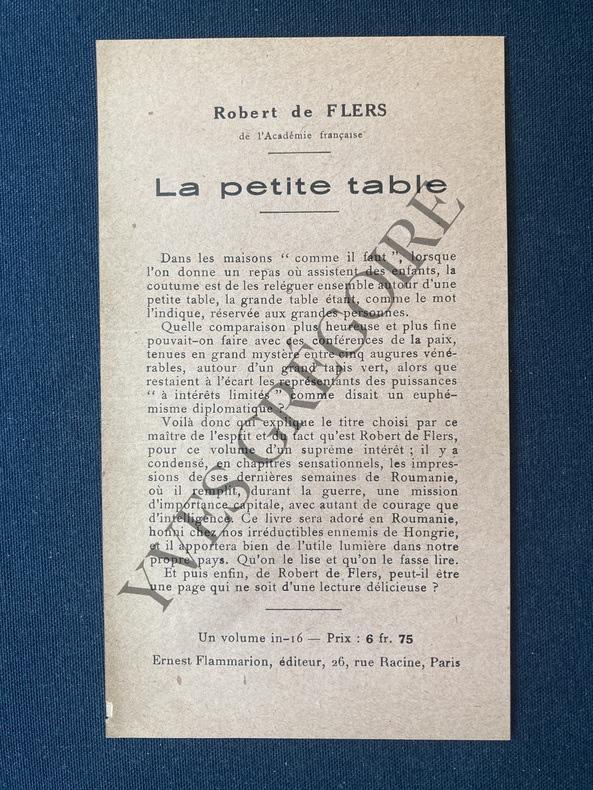 Robert de FLERS
de l'Académie française
La petite table
Dans les maisons “ comme il faut ”, lorsque
l'on donne un repas où assistent des enfants, la
coutume est de les reléguer ensemble autour d'une
petite table, la grande table étant, comme le mot
l'indique, réservée aux grandes personnes.
Quelle comparaison plus heureuse et plus fine
pouvait-on faire avec ces conférences de la paix,
tenues en grand mystère entre cinq augures véné-
rables, autour d'un grand tapis vert, alors que
restaient à l'écart les représentants des puissances
“ à intérêts limités ” comme disait un euphé-
misme diplomatique ?
Voilà donc qui explique le titre choisi par ce
maître de l'esprit et du tact qu'est Robert de Flers,
pour ce volume d'un suprême intérêt ; il y a
condensé, en chapitres sensationnels, les impres-
sions de ses dernières semaines de Roumanie,
où il remplit, durant la guerre, une mission
d'importance capitale, avec autant de courage que
d'intelligence. Ce livre sera adoré en Roumanie,
honni chez nos irréductibles ennemis de Hongrie,
et il apportera bien de l'utile lumière dans notre
propre pays. Qu'on le lise et qu'on le fasse lire.
Et puis enfin, de Robert de Flers, peut-il être
une page qui ne soit d'une lecture délicieuse ?
Un volume in-16 — Prix : 6 fr. 75
Ernest Flammarion, éditeur, 26, rue Racine, Paris
YVES GRÉGOIRE